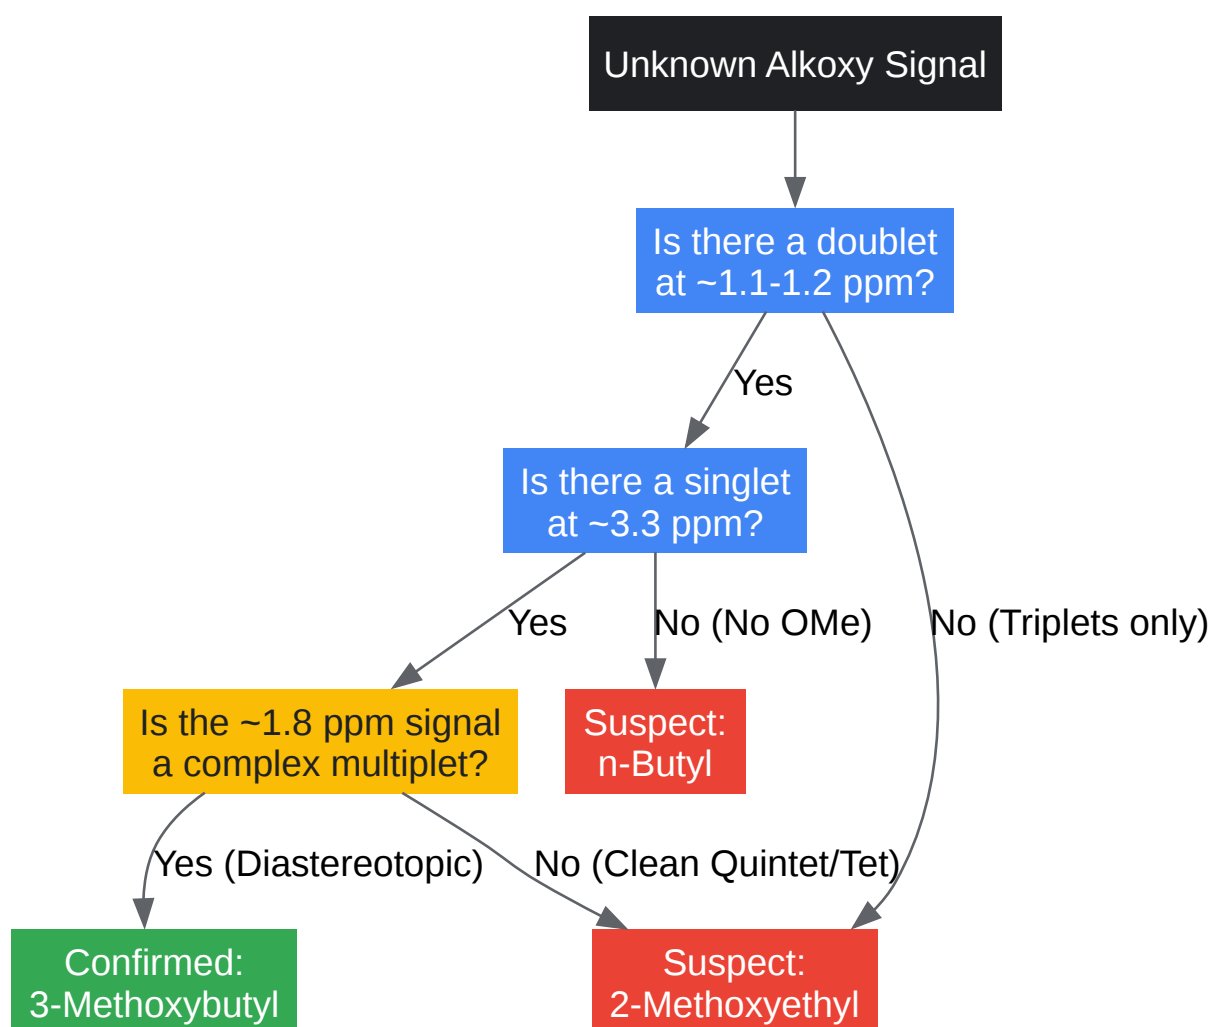 Unknown Alkoxy Signal
Is there a doublet
at ~1.1-1.2 ppm?
Yes
Is there a singlet
at ~3.3 ppm?
Yes
No (No OMe)
No (Triplets only)
Is the ~1.8 ppm signal
a complex multiplet?
Suspect:
n-Butyl
Yes (Diastereotopic)
No (Clean Quintet/Tet)
Confirmed:
3-Methoxybutyl
Suspect:
2-Methoxyethyl